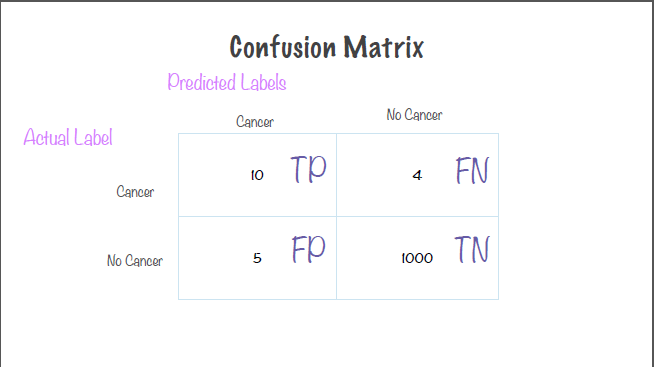 Confusion Matrix
Predicted Labels
Cancer No Cancer
Actual Label
Cancer 10 TP 4 FN
No Cancer 5 FP 1000 TN